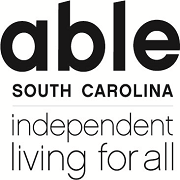 able
SOUTH CAROLINA
independent
living for all